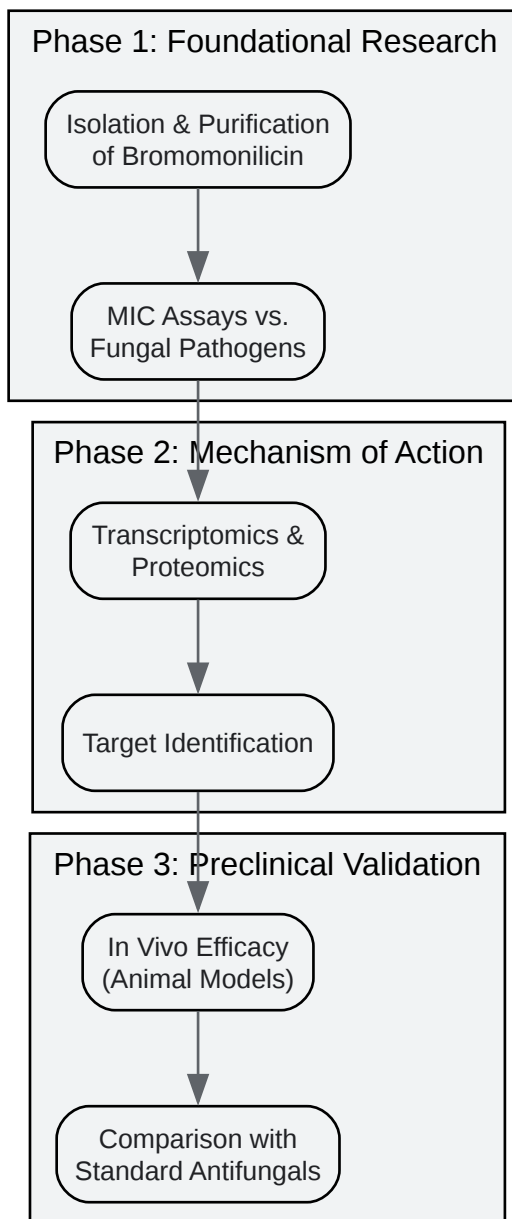 Phase 1: Foundational Research
Isolation & Purification
of Bromomonilicin
MIC Assays vs.
Fungal Pathogens
Phase 2: Mechanism of Action
Transcriptomics &
Proteomics
Target Identification
Phase 3: Preclinical Validation
In Vivo Efficacy
(Animal Models)
Comparison with
Standard Antifungals